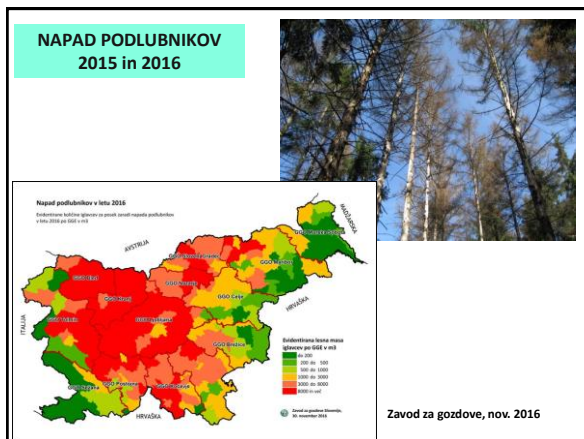 NAPAD PODLUBNIKOV
2015 in 2016
Napad podlubnikov v letu 2016
Evidentirane količine iglavcev za posek zaradi napada podlubnikov
v letu 2016 po GGE v m3
AVSTRIJA
MADŽARSKA
ITALIJA
HRVAŠKA
HRVAŠKA
GGO Murska Sobota
GGO Maribor
GGO Bled
GGO Kranj
GGO Nazarje
GGO Celje
GGO Tolmin
GGO Ljubljana
GGO Brežice
GGO Postojna
Evidentirana lesna masa
iglavcev po GGE v m3
do 200
200 do 500
500 do 1000
1000 do 3000
3000 do 8000
8000 in več
Zavod za gozdove Slovenije,
30. november 2016
Zavod za gozdove, nov. 2016